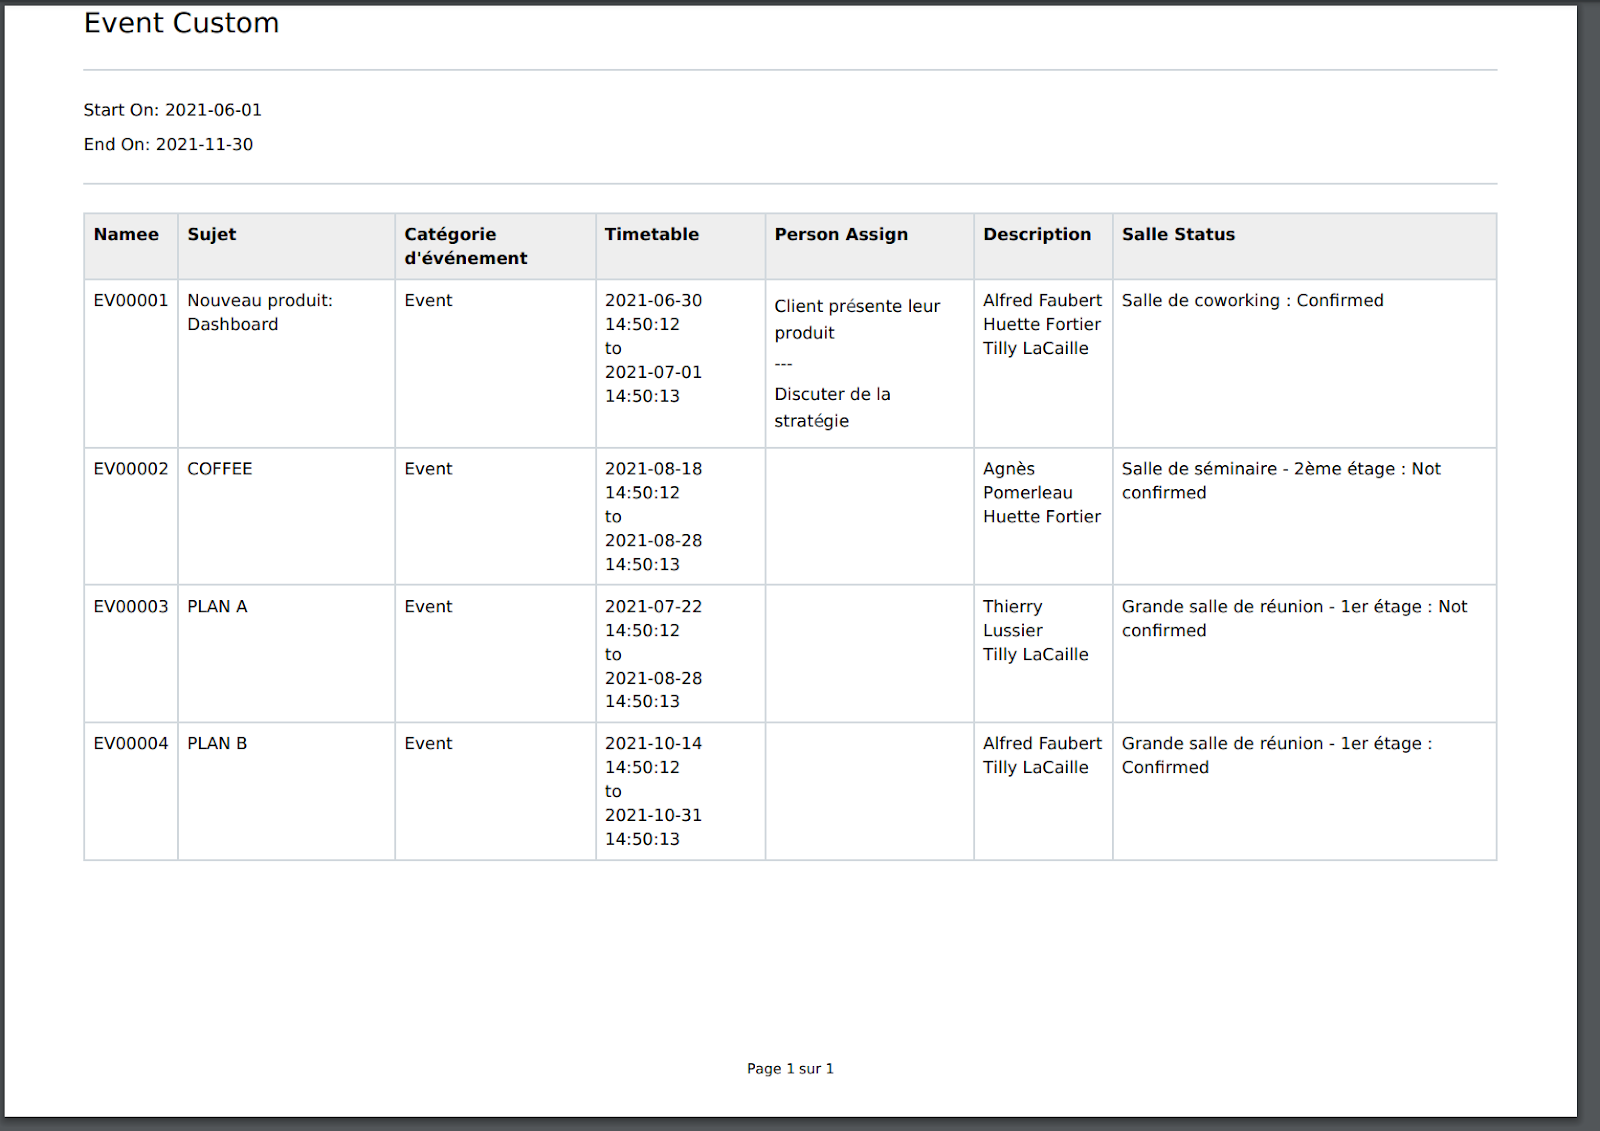 Event Custom
Start On: 2021-06-01
End On: 2021-11-30
Namee
Sujet
Catégorie
d'événement
Timetable
Person Assign
Description
Salle Status
EV00001
Nouveau produit:
Dashboard
Event
2021-06-30
14:50:12
to
2021-07-01
14:50:13
Client présente leur
produit
---
Discuter de la
stratégie
Alfred Faubert
Huette Fortier
Tilly LaCaille
Salle de coworking : Confirmed
EV00002
COFFEE
Event
2021-08-18
14:50:12
to
2021-08-28
14:50:13
Agnès
Pomerleau
Huette Fortier
Salle de séminaire - 2ème étage : Not
confirmed
EV00003
PLAN A
Event
2021-07-22
14:50:12
to
2021-08-28
14:50:13
Thierry
Lussier
Tilly LaCaille
Grande salle de réunion - 1er étage : Not
confirmed
EV00004
PLAN B
Event
2021-10-14
14:50:12
to
2021-10-31
14:50:13
Alfred Faubert
Tilly LaCaille
Grande salle de réunion - 1er étage :
Confirmed
Page 1 sur 1